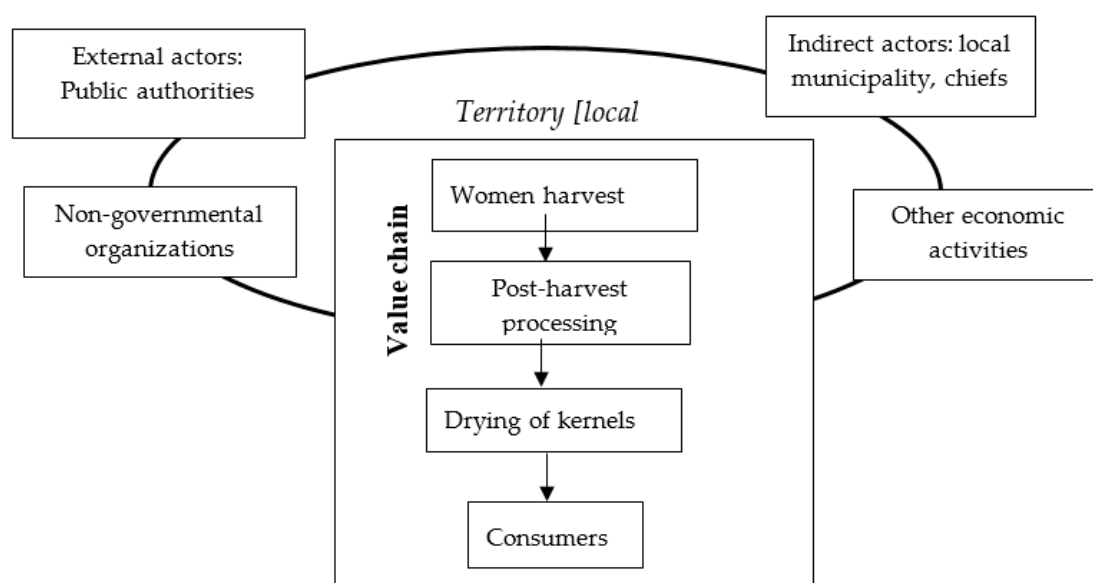 External actors:
Public authorities
Indirect actors: local
municipality, chiefs
Territory [local
Non-governmental
organizations
Other economic
activities
Value chain
Women harvest
Post-harvest
processing
Drying of kernels
Consumers